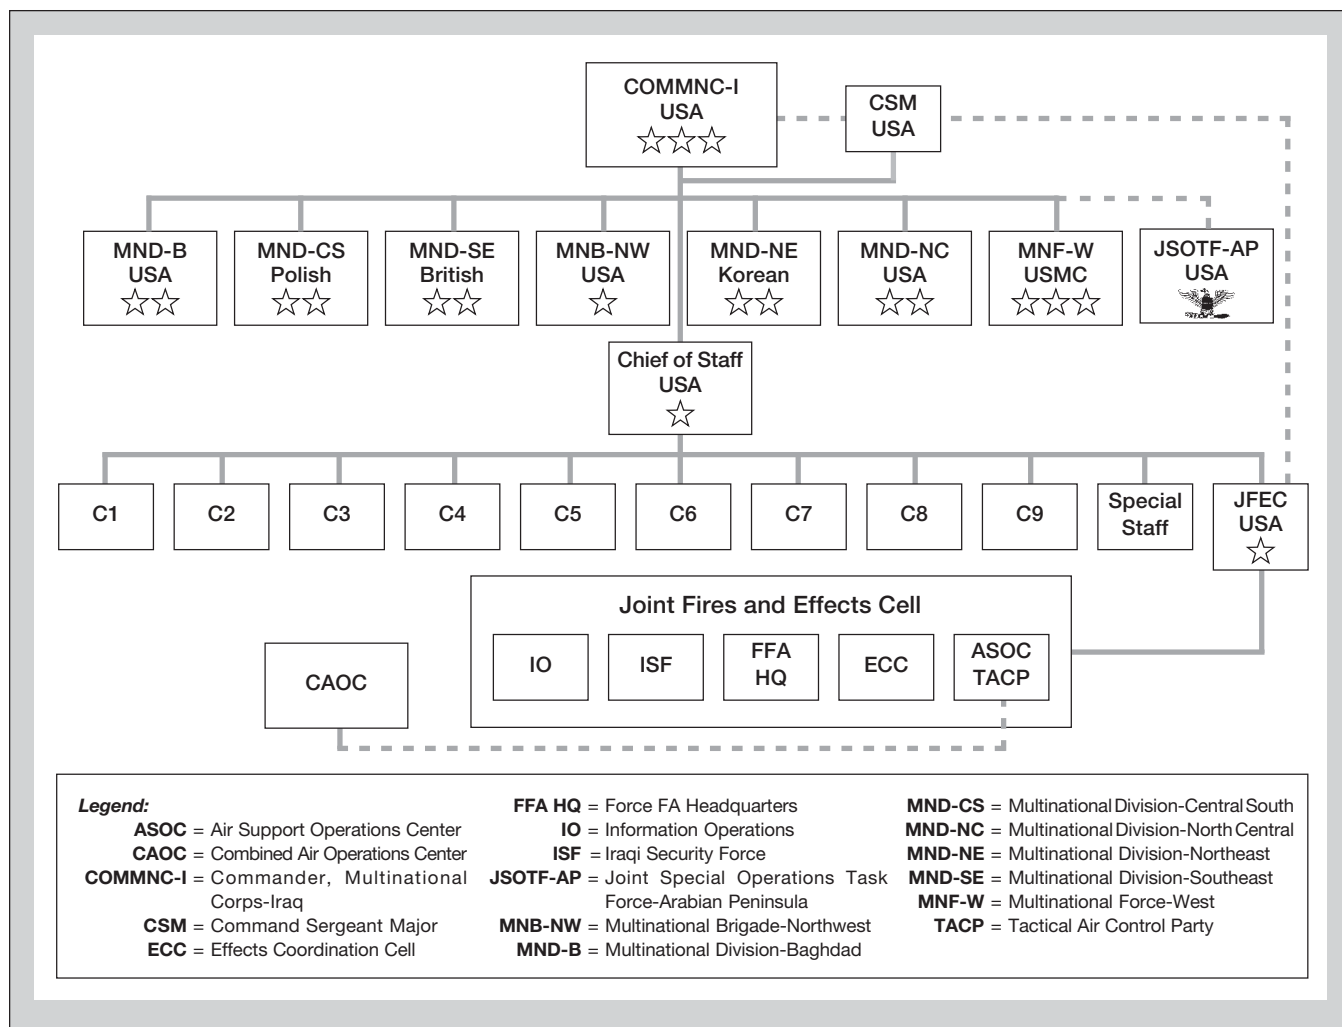 COMMNC-I
USA
CSM
USA
MND-B
USA
MND-CS
Polish
MND-SE
British
MNB-NW
USA
MND-NE
Korean
MND-NC
USA
MNF-W
USMC
JSOTF-AP
USA
Chief of Staff
USA
C1
C2
C3
C4
C5
C6
C7
C8
C9
Special
Staff
JFEC
USA
Joint Fires and Effects Cell
IO
ISF
FFA
HQ
ECC
ASOC
TACP
CAOC
Legend:
ASOC = Air Support Operations Center
CAOC = Combined Air Operations Center
COMMNC-I = Commander, Multinational
Corps-Iraq
CSM = Command Sergeant Major
ECC = Effects Coordination Cell
FFA HQ = Force FA Headquarters
IO = Information Operations
ISF = Iraqi Security Force
JSOTF-AP = Joint Special Operations Task
Force-Arabian Peninsula
MNB-NW = Multinational Brigade-Northwest
MND-B = Multinational Division-Baghdad
MND-CS = Multinational Division-Central South
MND-NC = Multinational Division-North Central
MND-NE = Multinational Division-Northeast
MND-SE = Multinational Division-Southeast
MNF-W = Multinational Force-West
TACP = Tactical Air Control Party